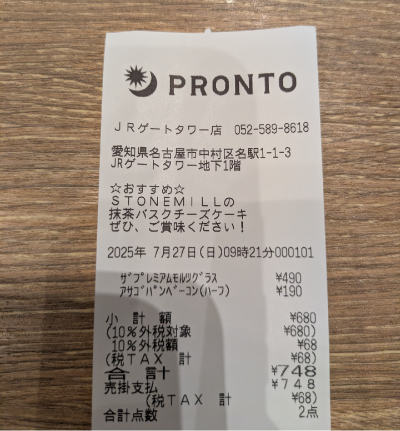 PRONTO
JRゲートタワー店 052-589-8618
愛知県名古屋市中村区名駅1-1-3
JRゲートタワー地下1階
☆おすすめ☆
STONEMILLの
抹茶バスクチーズケーキ
ぜひ、ご賞味ください!
2025年 7月27日(日)09時21分000101
ザプレミアムモルツグラス ¥490
アサゴパンベーコン(ハーフ) ¥190
小計額 ¥680
(10%外税対象 ¥680)
10%外税額 ¥68
(税TAX 計 ¥68)
合計 ¥748
売掛支払 ¥748
(税TAX 計 ¥68)
合計点数 2点